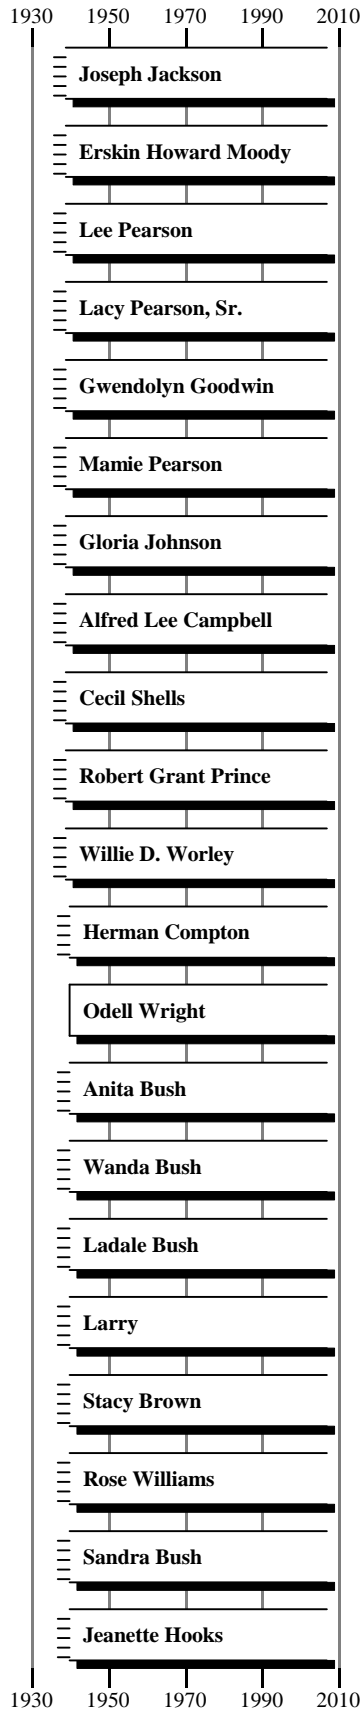 1930 1950 1970 1990 2010
Joseph Jackson
Erskin Howard Moody
Lee Pearson
Lacy Pearson, Sr.
Gwendolyn Goodwin
Mamie Pearson
Gloria Johnson
Alfred Lee Campbell
Cecil Shells
Robert Grant Prince
Willie D. Worley
Herman Compton
Odell Wright
Anita Bush
Wanda Bush
Ladale Bush
Larry
Stacy Brown
Rose Williams
Sandra Bush
Jeanette Hooks
1930 1950 1970 1990 2010